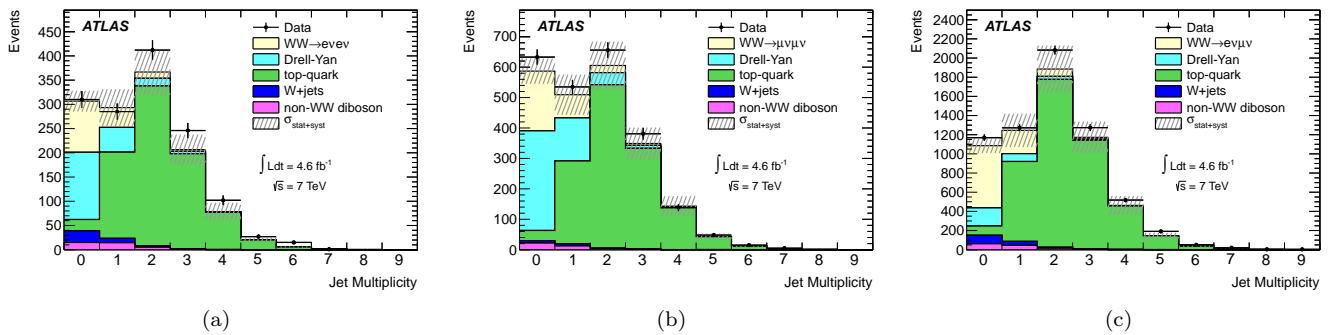 Events
ATLAS
450
400
350
300
250
200
150
100
50
0
Data
WW→eνeν
Drell-Yan
top-quark
W+jets
non-WW diboson
σstat+syst
∫ Ldt = 4.6 fb-1
√s = 7 TeV
0 1 2 3 4 5 6 7 8 9
Jet Multiplicity
(a)
Events
ATLAS
700
600
500
400
300
200
100
0
Data
WW→μνμν
Drell-Yan
top-quark
W+jets
non-WW diboson
σstat+syst
∫ Ldt = 4.6 fb-1
√s = 7 TeV
0 1 2 3 4 5 6 7 8 9
Jet Multiplicity
(b)
Events
ATLAS
2400
2200
2000
1800
1600
1400
1200
1000
800
600
400
200
0
Data
WW→eνμν
Drell-Yan
top-quark
W+jets
non-WW diboson
σstat+syst
∫ Ldt = 4.6 fb-1
√s = 7 TeV
0 1 2 3 4 5 6 7 8 9
Jet Multiplicity
(c)